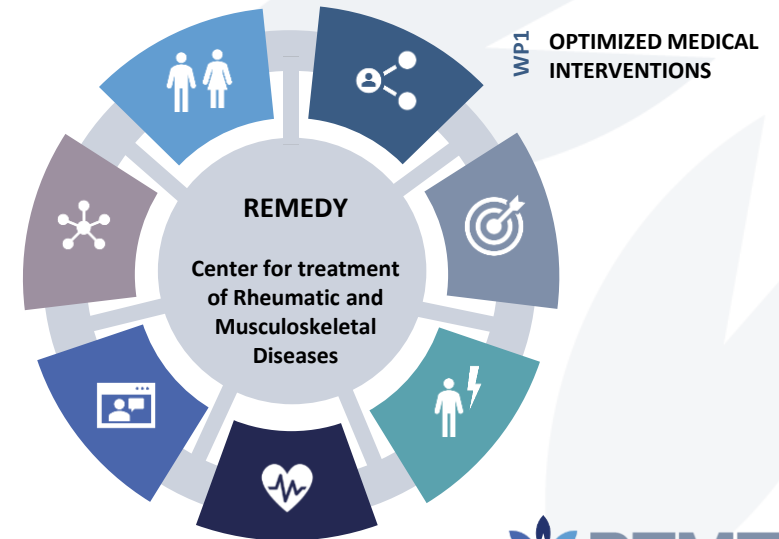 WP1
OPTIMIZED MEDICAL
INTERVENTIONS
REMEDY
Center for treatment
of Rheumatic and
Musculoskeletal
Diseases